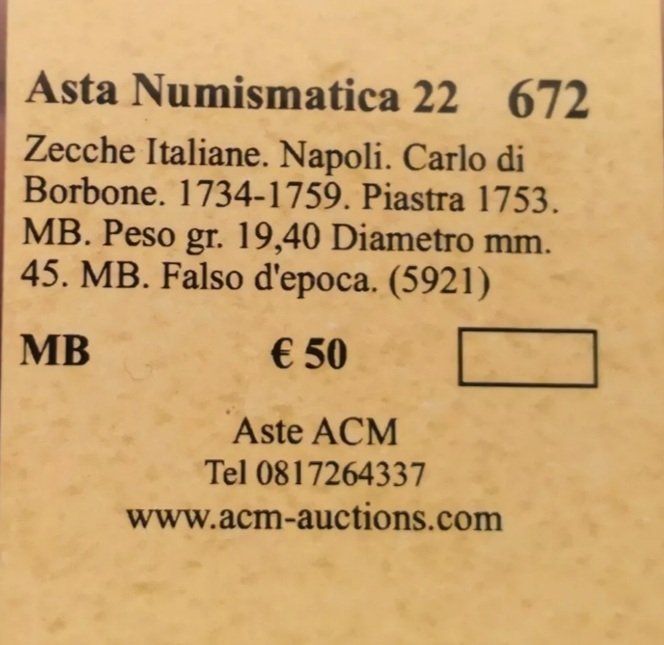 Asta Numismatica 22 672
Zecche Italiane. Napoli. Carlo di
Borbone. 1734-1759. Piastra 1753.
MB. Peso gr. 19,40 Diametro mm.
45. MB. Falso d'epoca. (5921)
MB € 50
Aste ACM
Tel 0817264337
www.acm-auctions.com